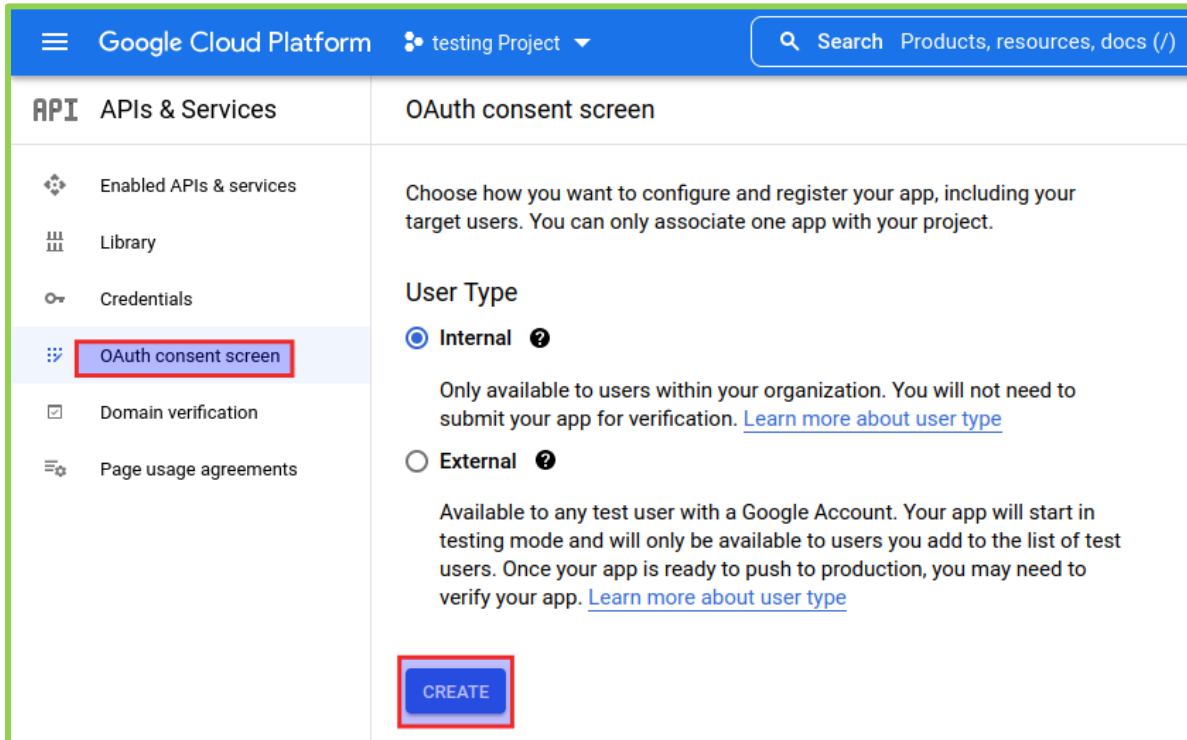 Google Cloud Platform testing Project Search Products, resources, docs (/)
API APIs & Services
OAuth consent screen
Enabled APIs & services
Library
Credentials
OAuth consent screen
Domain verification
Page usage agreements
Choose how you want to configure and register your app, including your
target users. You can only associate one app with your project.
User Type
Internal ?
Only available to users within your organization. You will not need to
submit your app for verification. Learn more about user type
External ?
Available to any test user with a Google Account. Your app will start in
testing mode and will only be available to users you add to the list of test
users. Once your app is ready to push to production, you may need to
verify your app. Learn more about user type
CREATE